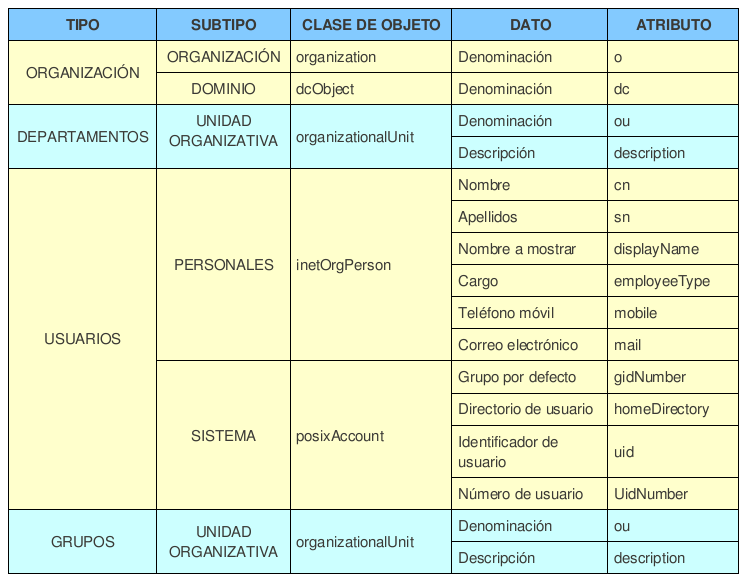 TIPO SUBTIPO CLASE DE OBJETO DATO ATRIBUTO
ORGANIZACIÓN
ORGANIZACIÓN organization Denominación o
DOMINIO dcObject Denominación dc
DEPARTAMENTOS
UNIDAD
ORGANIZATIVA
organizationalUnit
Denominación ou
Descripción description
USUARIOS
PERSONALES
inetOrgPerson
Nombre cn
Apellidos sn
Nombre a mostrar displayName
Cargo employeeType
Teléfono móvil mobile
Correo electrónico mail
SISTEMA
posixAccount
Grupo por defecto gidNumber
Directorio de usuario homeDirectory
Identificador de
usuario
uid
Número de usuario UidNumber
GRUPOS
UNIDAD
ORGANIZATIVA
organizationalUnit
Denominación ou
Descripción description